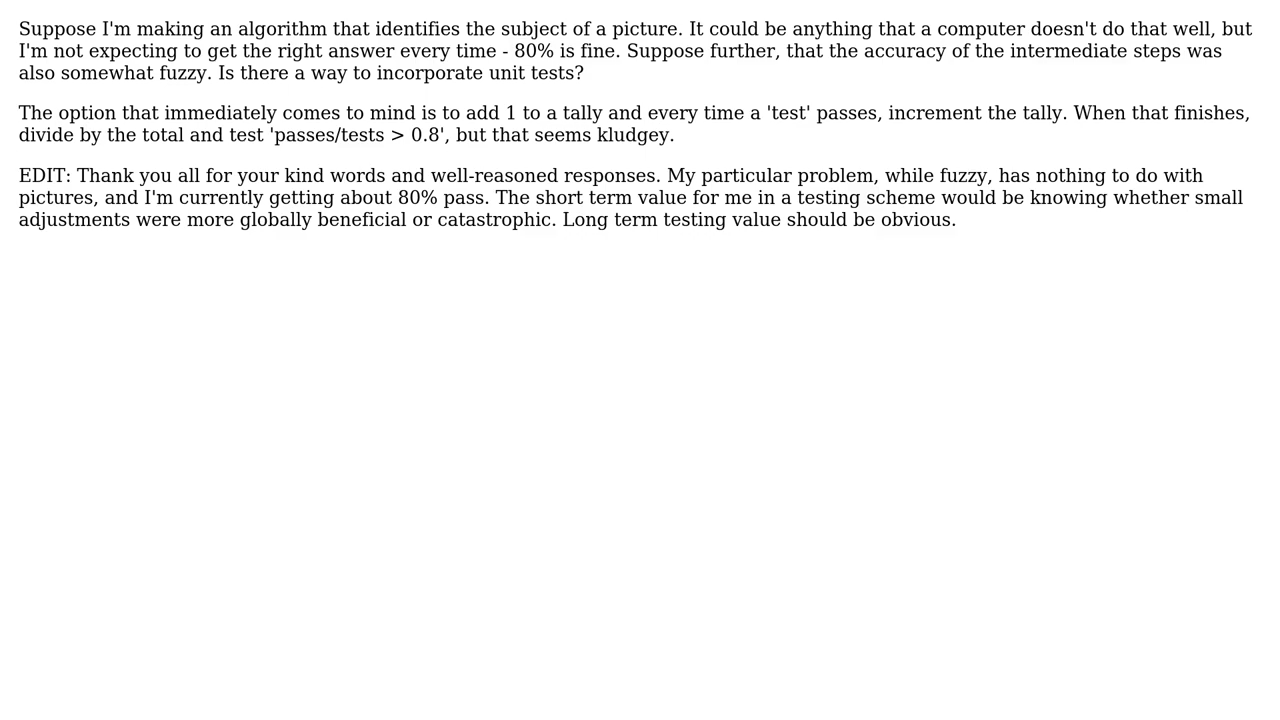 Suppose I'm making an algorithm that identifies the subject of a picture. It could be anything that a computer doesn't do that well, but
I'm not expecting to get the right answer every time - 80% is fine. Suppose further, that the accuracy of the intermediate steps was
also somewhat fuzzy. Is there a way to incorporate unit tests?
The option that immediately comes to mind is to add 1 to a tally and every time a 'test' passes, increment the tally. When that finishes,
divide by the total and test 'passes/tests > 0.8', but that seems kludgey.
EDIT: Thank you all for your kind words and well-reasoned responses. My particular problem, while fuzzy, has nothing to do with
pictures, and I'm currently getting about 80% pass. The short term value for me in a testing scheme would be knowing whether small
adjustments were more globally beneficial or catastrophic. Long term testing value should be obvious.